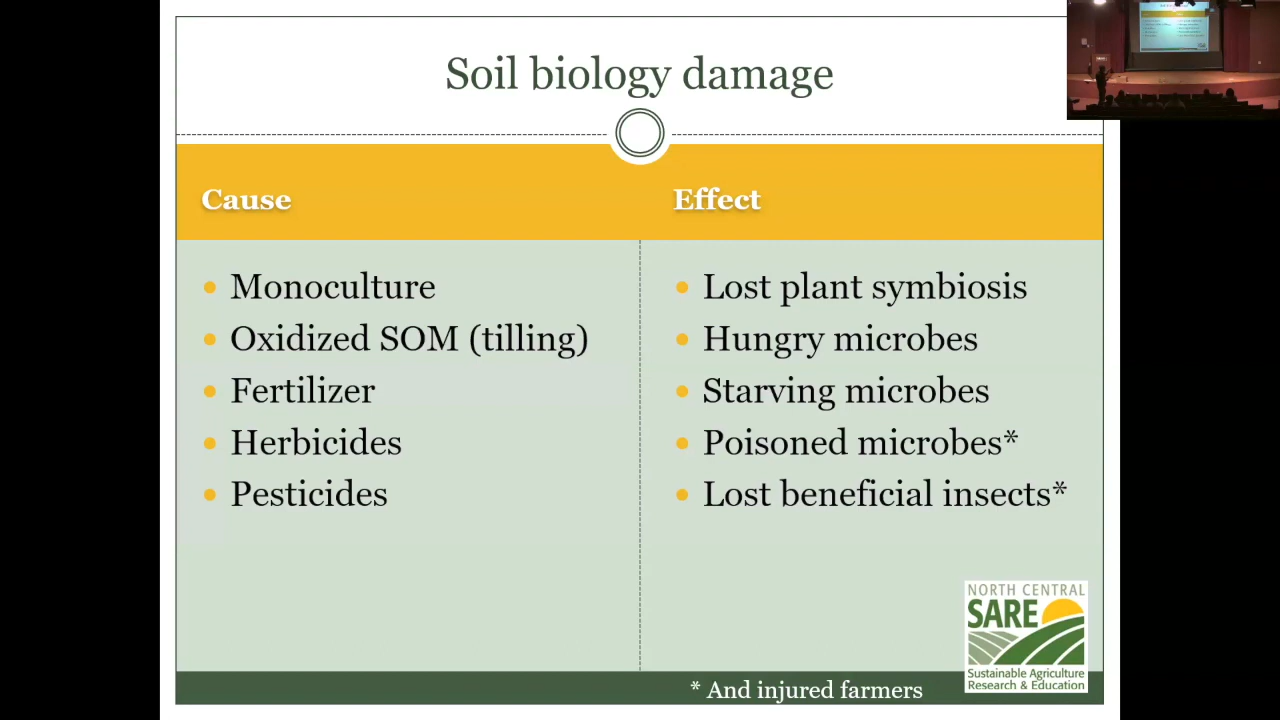 Soil biology damage
Cause
Effect
Monoculture
Oxidized SOM (tilling)
Fertilizer
Herbicides
Pesticides
Lost plant symbiosis
Hungry microbes
Starving microbes
Poisoned microbes*
Lost beneficial insects*
NORTH CENTRAL
SARE
Sustainable Agriculture
Research & Education
* And injured farmers